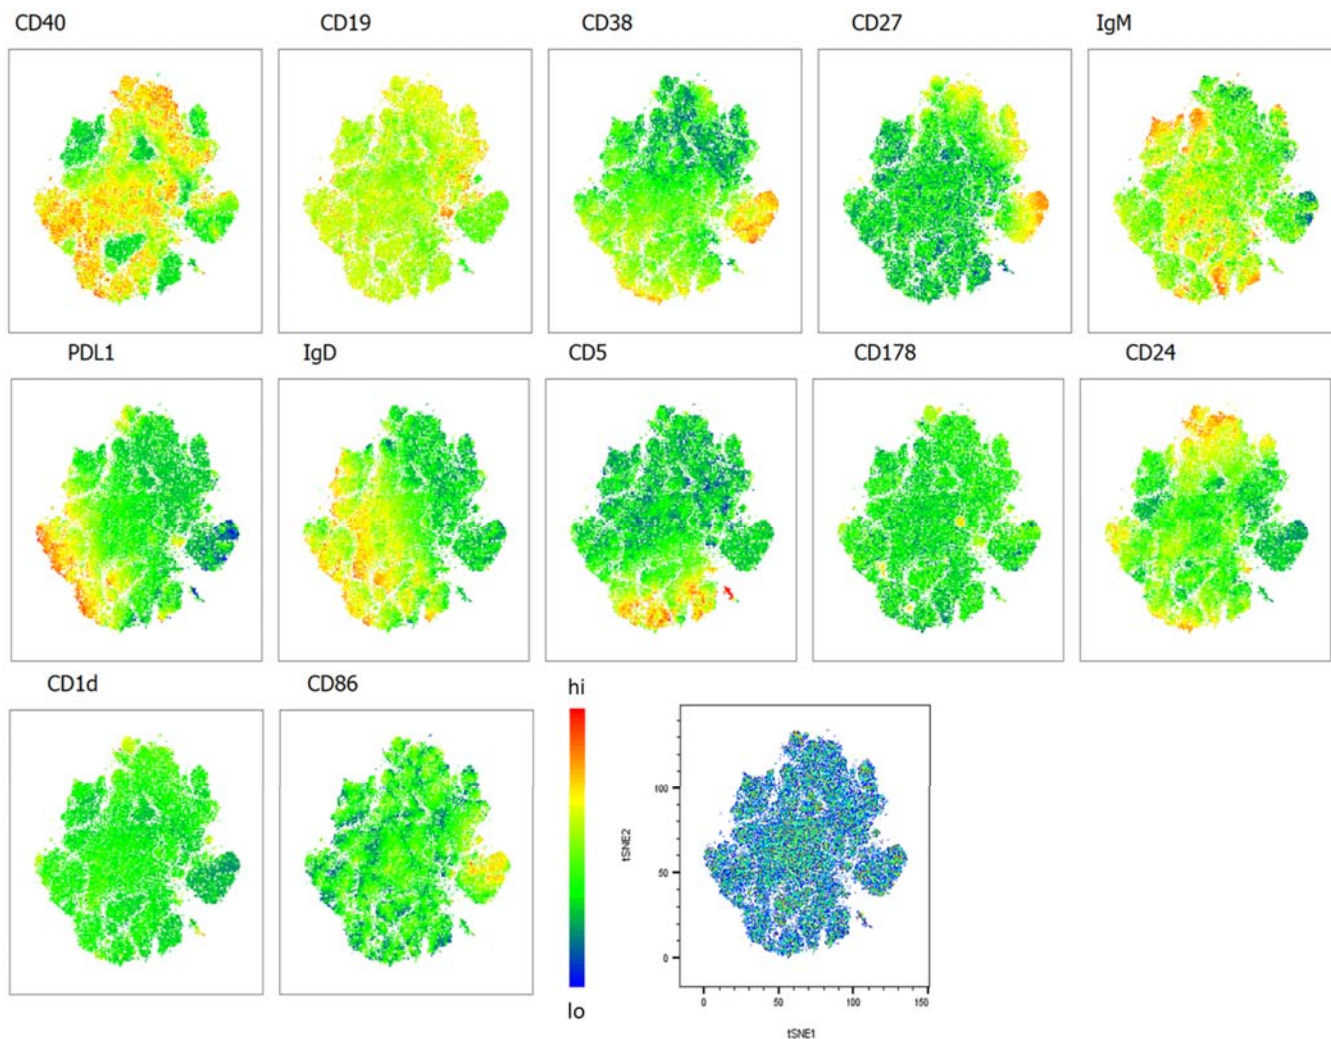 CD40 CD19 CD38 CD27 IgM
PDL1 IgD CD5 CD178 CD24
CD1d CD86 hi
lo
tSNE2
100
50
0
0 50 100 150
tSNE1